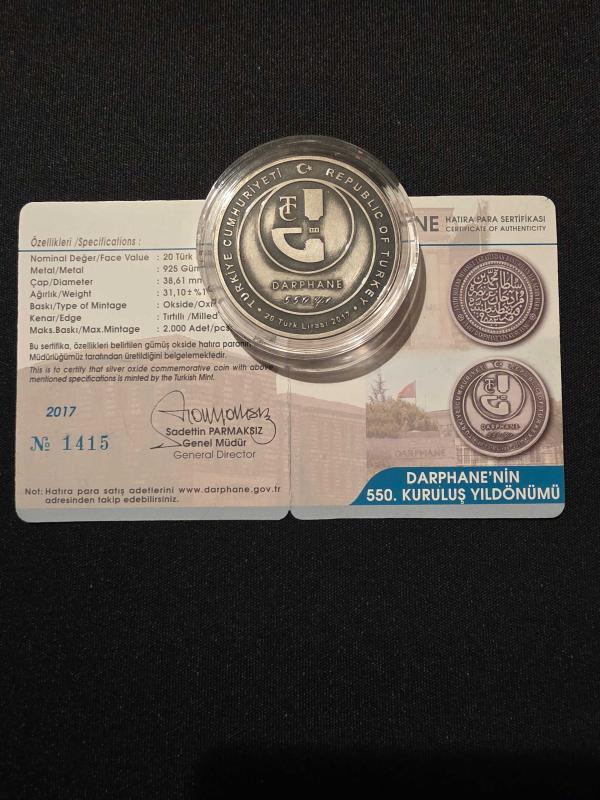 Özellikleri /Specifications :
Nominal Değer/Face Value : 20 Türk
Metal/Metal : 925 Güm
Çap/Diameter : 38,61 mm
Ağırlık/Weight : 31,10± %1
Baskı/Type of Mintage : Okside/Oxi
Kenar/Edge : Tırtıllı /Milled
Maks.Baskı/Max.Mintage : 2.000 Adet/pcs.
Bu sertifika, özellikleri belirtilen gümüş okside hatıra paranın
Müdürlüğümüz tarafından üretildiğini belgelemektedir.
This is to certify that silver oxide commemorative coin with above
mentioned specifications is minted by the Turkish Mint.
2017
№ 1415
Sadettin PARMAKSIZ
Genel Müdür
General Director
Not: Hatıra para satış adetlerini www.darphane.gov.tr
adresinden takip edebilirsiniz.
TÜRKİYE CUMHURİYETİ REPUBLIC OF TURKEY
TC
DARPHANE
550. yıl
20 Türk Lirası 2017
NE
HATIRA PARA SERTİFİKASI
CERTIFICATE OF AUTHENTICITY
TC
DARPHANE
DARPHANE'NİN
550. KURULUŞ YILDÖNÜMÜ